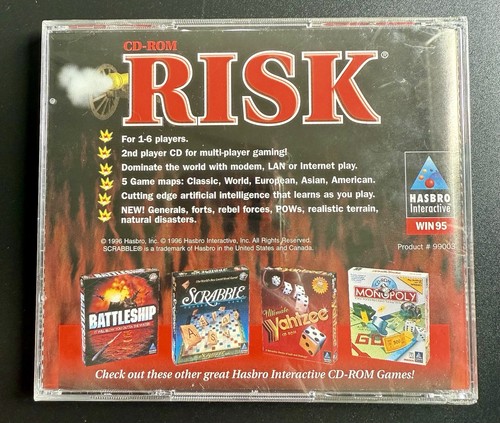 CD-ROM
RISK®
For 1-6 players.
2nd player CD for multi-player gaming!
Dominate the world with modem, LAN or Internet play.
5 Game maps: Classic, World, European, Asian, American.
Cutting edge artificial intelligence that learns as you play.
NEW! Generals, forts, rebel forces, POWs, realistic terrain,
natural disasters.
HASBRO
Interactive
WIN95
© 1996 Hasbro, Inc. © 1996 Hasbro Interactive, Inc. All Rights Reserved.
SCRABBLE® is a trademark of Hasbro in the United States and Canada.
Product # 99003
BATTLESHIP
SCRABBLE
Ultimate
Yahtzee
CD-ROM
MONOPOLY
Check out these other great Hasbro Interactive CD-ROM Games!